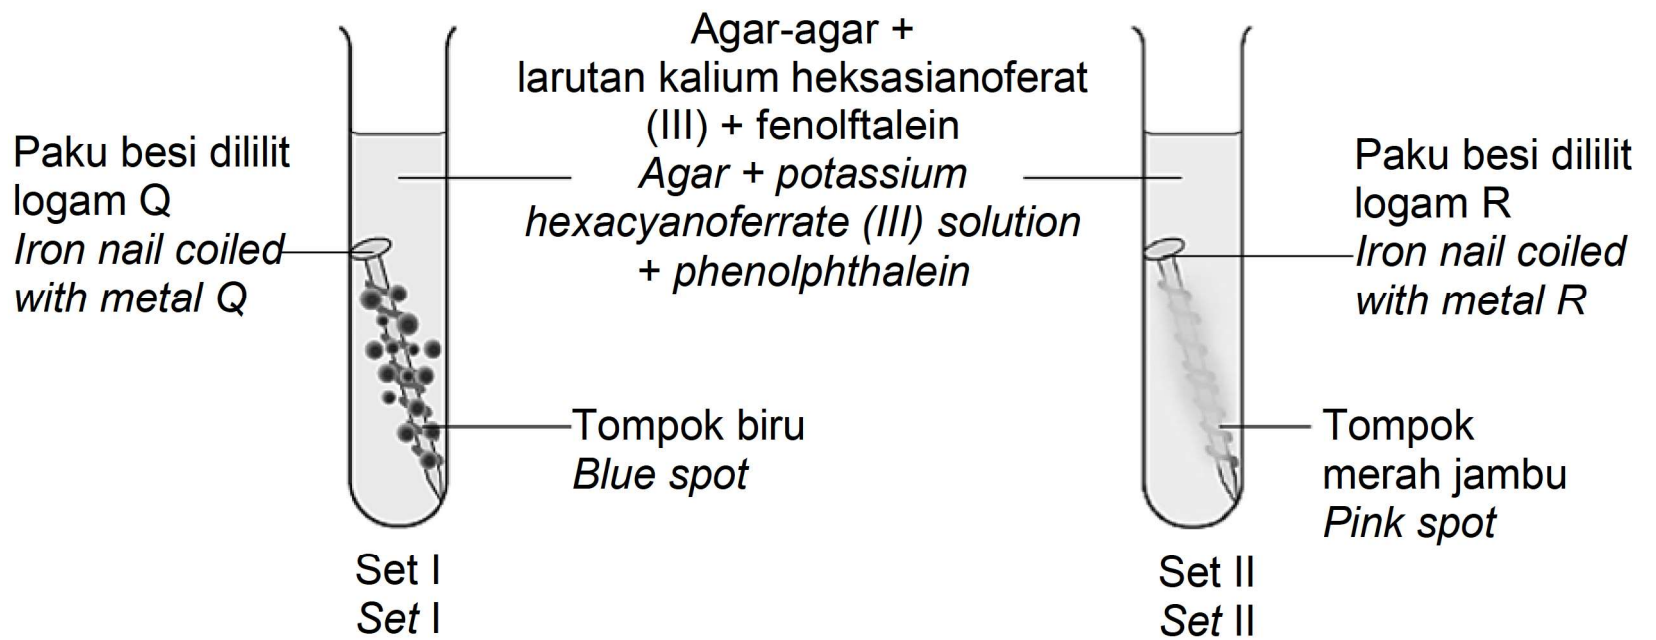 Agar-agar +
larutan kalium heksasianoferat
(III) + fenolftalein
Agar + potassium
hexacyanoferrate (III) solution
+ phenolphthalein
Paku besi dililit
logam Q
Iron nail coiled
with metal Q
Paku besi dililit
logam R
Iron nail coiled
with metal R
Tompok biru
Blue spot
Tompok
merah jambu
Pink spot
Set I
Set I
Set II
Set II